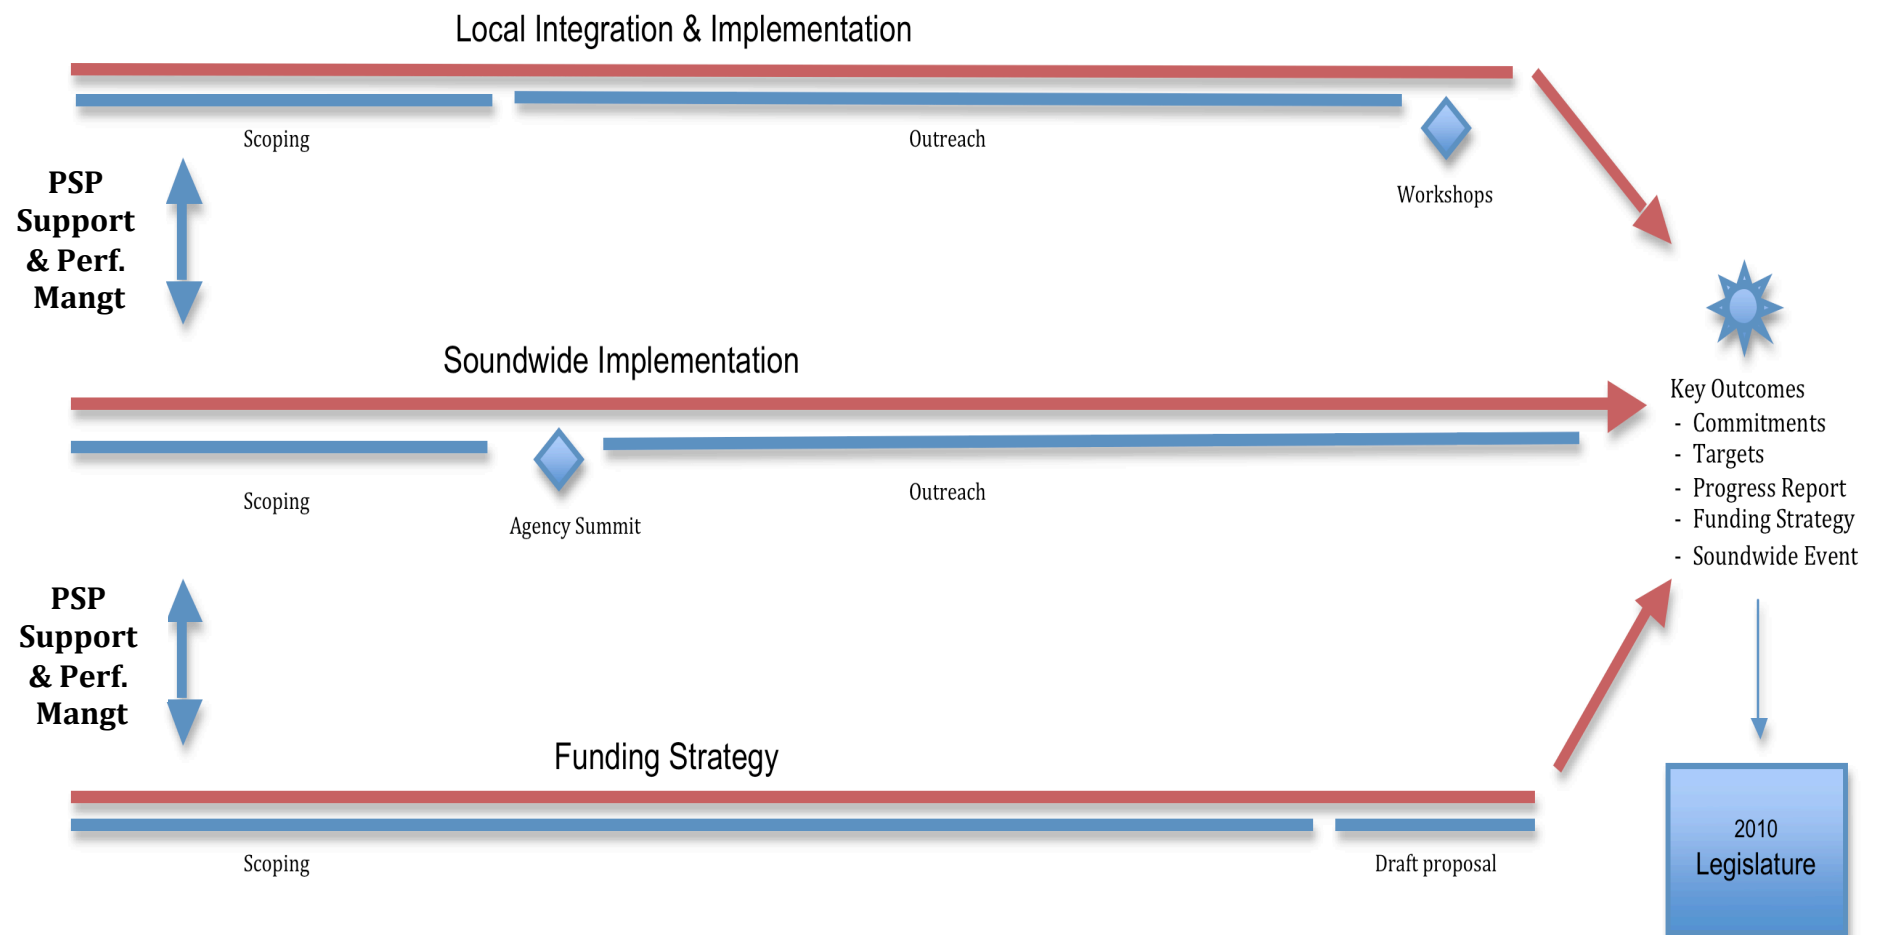 Local Integration & Implementation
Scoping
Outreach
Workshops
PSP
Support
& Perf.
Mangt
Soundwide Implementation
Scoping
Agency Summit
Outreach
Key Outcomes
- Commitments
- Targets
- Progress Report
- Funding Strategy
- Soundwide Event
PSP
Support
& Perf.
Mangt
Funding Strategy
Scoping
Draft proposal
2010
Legislature